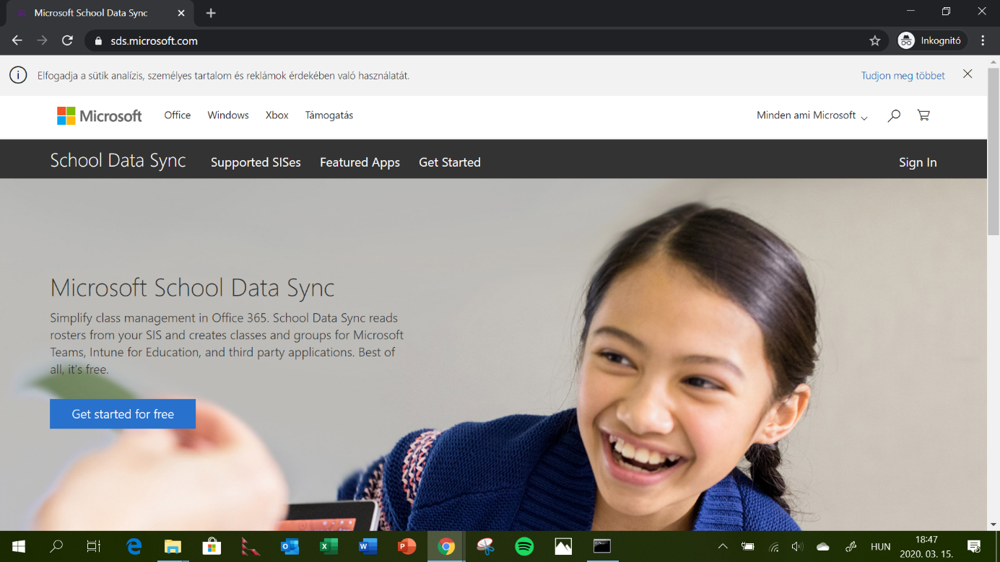 Microsoft School Data Sync
sds.microsoft.com
Inkognitó
Elfogadja a sütik analízis, személyes tartalom és reklámok érdekében való használatát.
Tudjon meg többet
Microsoft
Office
Windows
Xbox
Támogatás
Minden ami Microsoft
School Data Sync
Supported SISes
Featured Apps
Get Started
Sign In
Microsoft School Data Sync
Simplify class management in Office 365. School Data Sync reads
rosters from your SIS and creates classes and groups for Microsoft
Teams, Intune for Education, and third party applications. Best of
all, it's free.
Get started for free
HUN
18:47
2020. 03. 15.